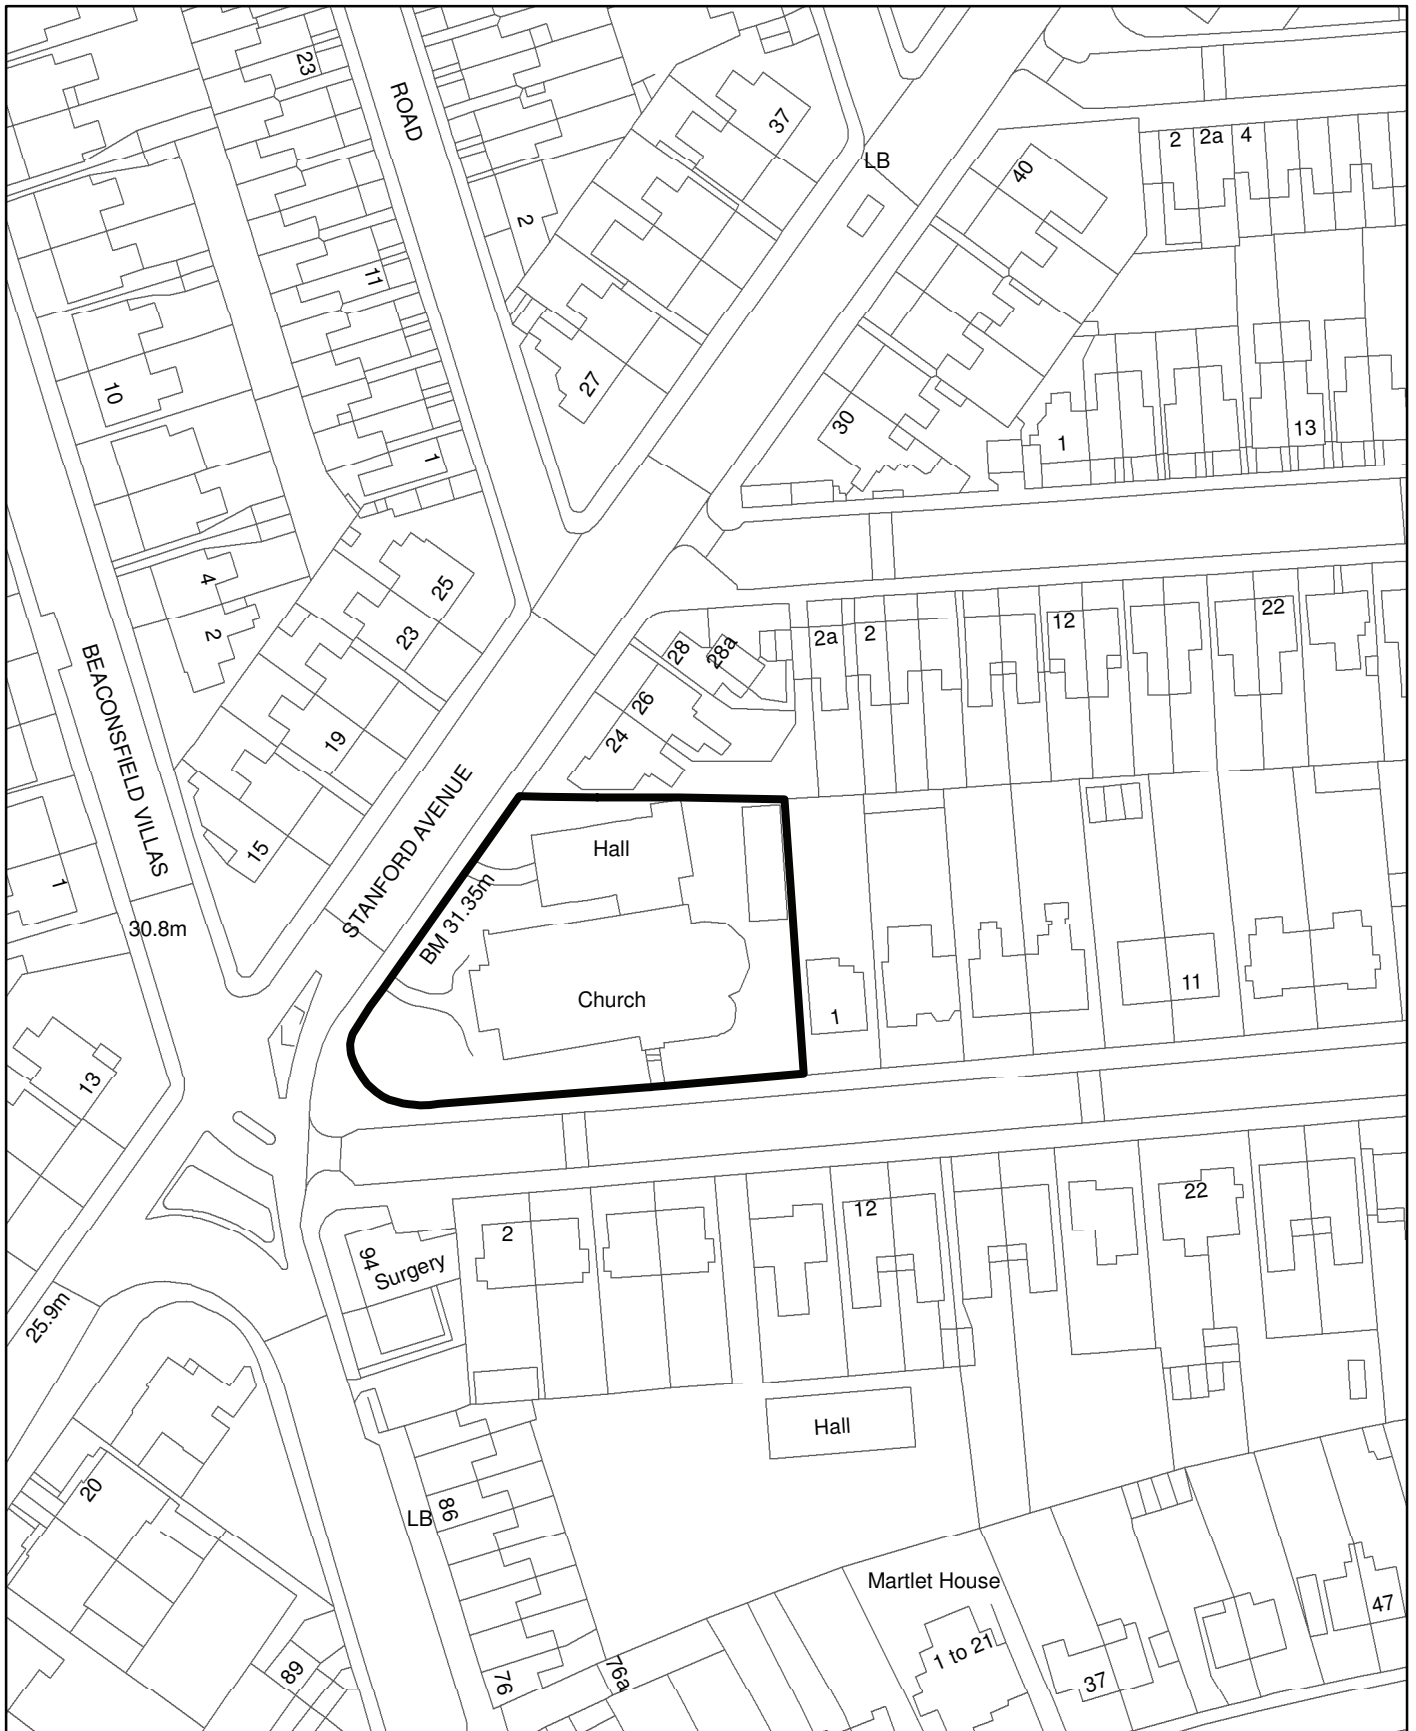 23
ROAD
37
LB
40
2
2a
4
2
11
10
27
30
1
13
1
4
2
25
23
28
28a
2a
2
12
22
26
24
19
15
BEACONSFIELD VILLAS
STANFORD AVENUE
BM 31.35m
Hall
Church
1
30.8m
1
11
13
2
12
22
94
Surgery
25.9m
Hall
20
LB
86
Martlet House
1 to 21
47
37
89
76
76a